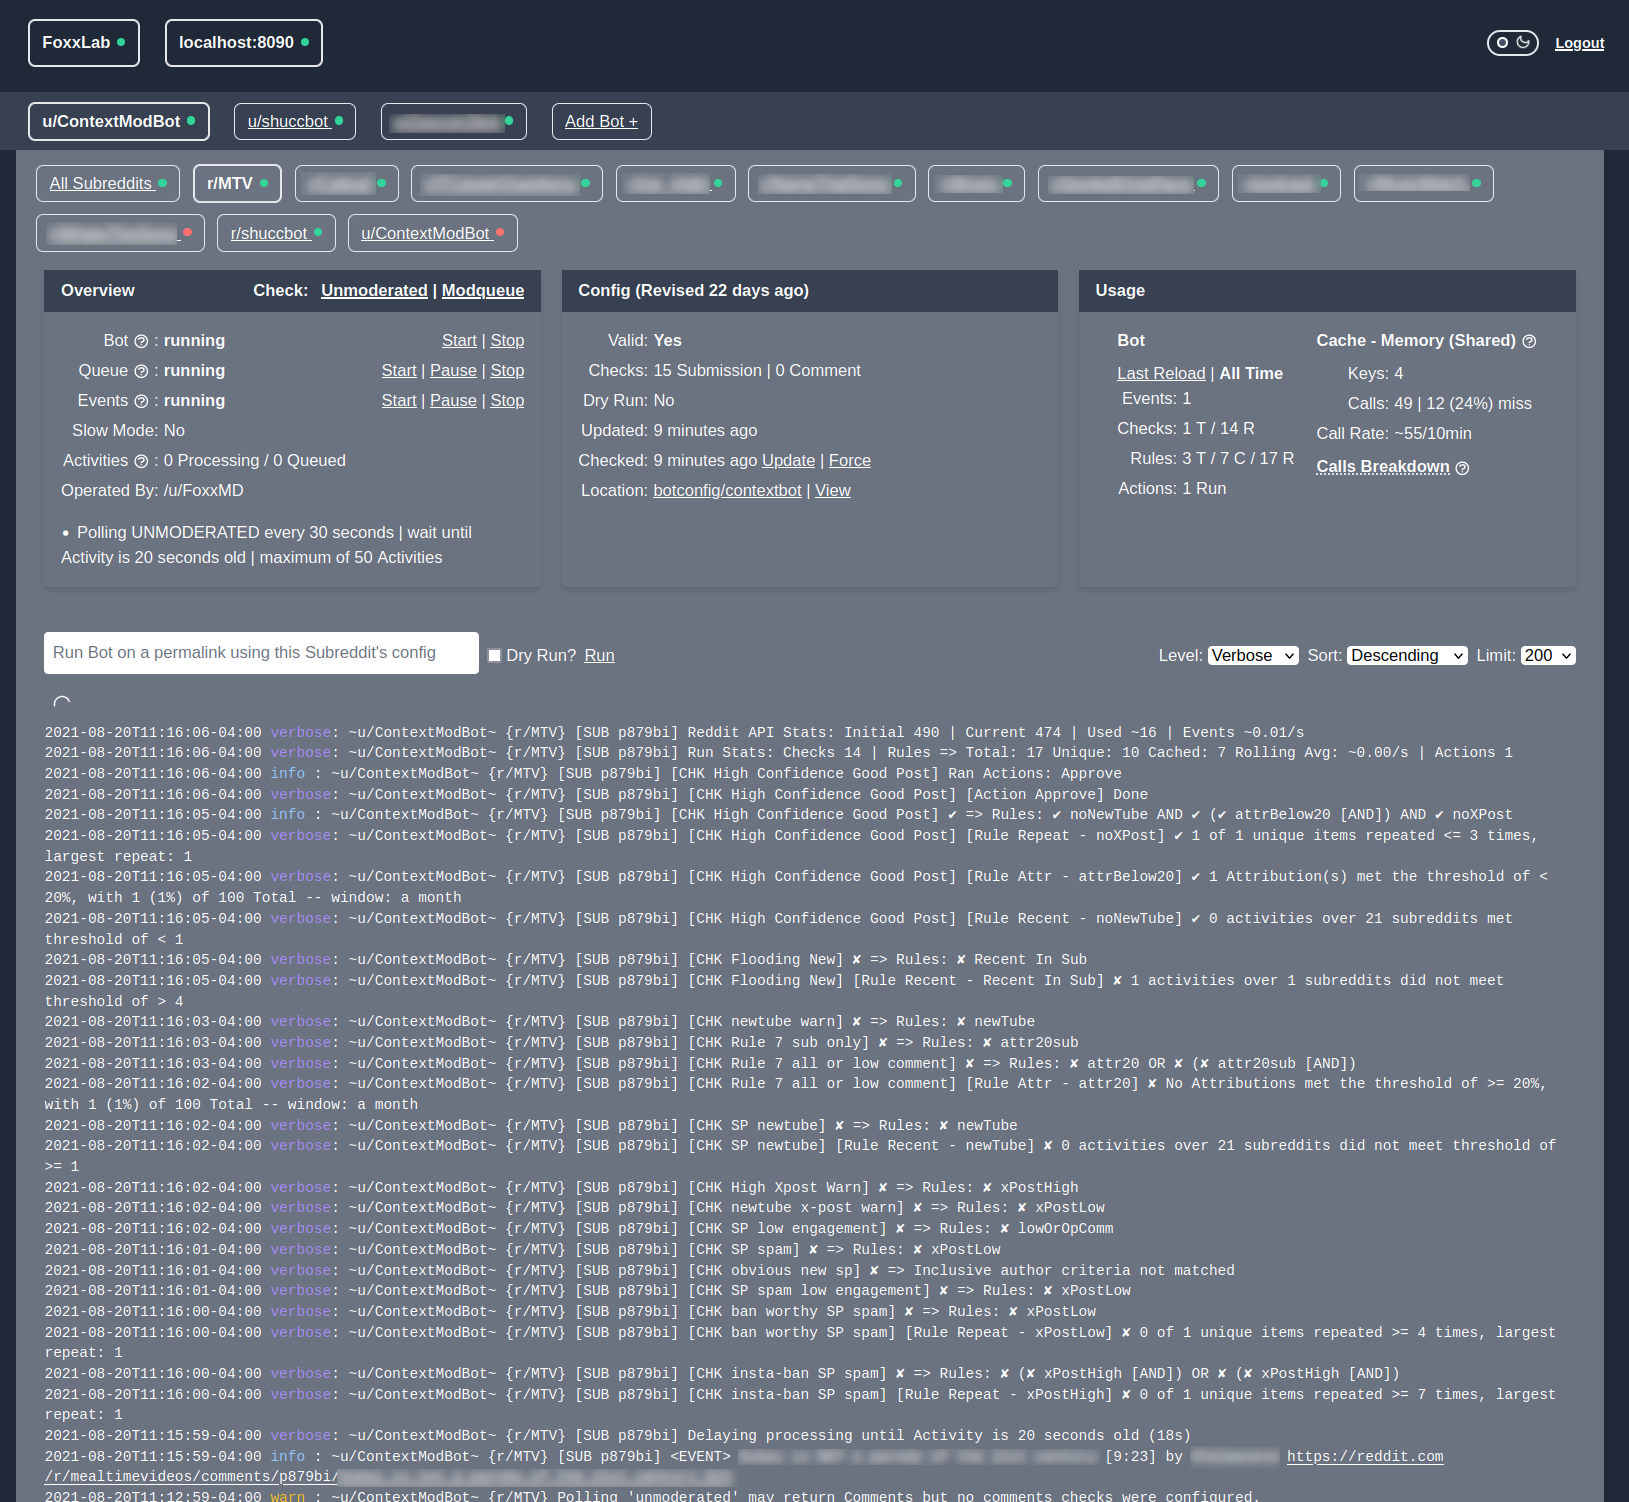 FoxxLab localhost:8090 Logout
u/ContextModBot u/shuccbot Add Bot +
All Subreddits r/MTV
r/shuccbot u/ContextModBot
Overview Check: Unmoderated | Modqueue
Bot ? : running Start | Stop
Queue ? : running Start | Pause | Stop
Events ? : running Start | Pause | Stop
Slow Mode: No
Activities ? : 0 Processing / 0 Queued
Operated By: /u/FoxxMD
• Polling UNMODERATED every 30 seconds | wait until
Activity is 20 seconds old | maximum of 50 Activities
Config (Revised 22 days ago)
Valid: Yes
Checks: 15 Submission | 0 Comment
Dry Run: No
Updated: 9 minutes ago
Checked: 9 minutes ago Update | Force
Location: botconfig/contextbot | View
Usage
Bot
Last Reload | All Time
Events: 1
Checks: 1 T / 14 R
Rules: 3 T / 7 C / 17 R
Actions: 1 Run
Cache - Memory (Shared) ?
Keys: 4
Calls: 49 | 12 (24%) miss
Call Rate: ~55/10min
Calls Breakdown ?
Run Bot on a permalink using this Subreddit's config Dry Run? Run Level: Verbose Sort: Descending Limit: 200
2021-08-20T11:16:06-04:00 verbose: ~u/ContextModBot~ {r/MTV} [SUB p879bi] Reddit API Stats: Initial 490 | Current 474 | Used ~16 | Events ~0.01/s
2021-08-20T11:16:06-04:00 verbose: ~u/ContextModBot~ {r/MTV} [SUB p879bi] Run Stats: Checks 14 | Rules => Total: 17 Unique: 10 Cached: 7 Rolling Avg: ~0.00/s | Actions 1
2021-08-20T11:16:06-04:00 info : ~u/ContextModBot~ {r/MTV} [SUB p879bi] [CHK High Confidence Good Post] Ran Actions: Approve
2021-08-20T11:16:06-04:00 verbose: ~u/ContextModBot~ {r/MTV} [SUB p879bi] [CHK High Confidence Good Post] [Action Approve] Done
2021-08-20T11:16:05-04:00 info : ~u/ContextModBot~ {r/MTV} [SUB p879bi] [CHK High Confidence Good Post] ✔ => Rules: ✔ noNewTube AND ✔ (✔ attrBelow20 [AND]) AND ✔ noXPost
2021-08-20T11:16:05-04:00 verbose: ~u/ContextModBot~ {r/MTV} [SUB p879bi] [CHK High Confidence Good Post] [Rule Repeat - noXPost] ✔ 1 of 1 unique items repeated <= 3 times,
largest repeat: 1
2021-08-20T11:16:05-04:00 verbose: ~u/ContextModBot~ {r/MTV} [SUB p879bi] [CHK High Confidence Good Post] [Rule Attr - attrBelow20] ✔ 1 Attribution(s) met the threshold of <
20%, with 1 (1%) of 100 Total -- window: a month
2021-08-20T11:16:05-04:00 verbose: ~u/ContextModBot~ {r/MTV} [SUB p879bi] [CHK High Confidence Good Post] [Rule Recent - noNewTube] ✔ 0 activities over 21 subreddits met
threshold of < 1
2021-08-20T11:16:05-04:00 verbose: ~u/ContextModBot~ {r/MTV} [SUB p879bi] [CHK Flooding New] ✘ => Rules: ✘ Recent In Sub
2021-08-20T11:16:05-04:00 verbose: ~u/ContextModBot~ {r/MTV} [SUB p879bi] [CHK Flooding New] [Rule Recent - Recent In Sub] ✘ 1 activities over 1 subreddits did not meet
threshold of > 4
2021-08-20T11:16:03-04:00 verbose: ~u/ContextModBot~ {r/MTV} [SUB p879bi] [CHK newtube warn] ✘ => Rules: ✘ newTube
2021-08-20T11:16:03-04:00 verbose: ~u/ContextModBot~ {r/MTV} [SUB p879bi] [CHK Rule 7 sub only] ✘ => Rules: ✘ attr20sub
2021-08-20T11:16:03-04:00 verbose: ~u/ContextModBot~ {r/MTV} [SUB p879bi] [CHK Rule 7 all or low comment] ✘ => Rules: ✘ attr20 OR ✘ (✘ attr20sub [AND])
2021-08-20T11:16:02-04:00 verbose: ~u/ContextModBot~ {r/MTV} [SUB p879bi] [CHK Rule 7 all or low comment] [Rule Attr - attr20] ✘ No Attributions met the threshold of >= 20%,
with 1 (1%) of 100 Total -- window: a month
2021-08-20T11:16:02-04:00 verbose: ~u/ContextModBot~ {r/MTV} [SUB p879bi] [CHK SP newtube] ✘ => Rules: ✘ newTube
2021-08-20T11:16:02-04:00 verbose: ~u/ContextModBot~ {r/MTV} [SUB p879bi] [CHK SP newtube] [Rule Recent - newTube] ✘ 0 activities over 21 subreddits did not meet threshold of
>= 1
2021-08-20T11:16:02-04:00 verbose: ~u/ContextModBot~ {r/MTV} [SUB p879bi] [CHK High Xpost Warn] ✘ => Rules: ✘ xPostHigh
2021-08-20T11:16:02-04:00 verbose: ~u/ContextModBot~ {r/MTV} [SUB p879bi] [CHK newtube x-post warn] ✘ => Rules: ✘ xPostLow
2021-08-20T11:16:02-04:00 verbose: ~u/ContextModBot~ {r/MTV} [SUB p879bi] [CHK SP low engagement] ✘ => Rules: ✘ lowOrOpComm
2021-08-20T11:16:01-04:00 verbose: ~u/ContextModBot~ {r/MTV} [SUB p879bi] [CHK SP spam] ✘ => Rules: ✘ xPostLow
2021-08-20T11:16:01-04:00 verbose: ~u/ContextModBot~ {r/MTV} [SUB p879bi] [CHK obvious new sp] ✘ => Inclusive author criteria not matched
2021-08-20T11:16:01-04:00 verbose: ~u/ContextModBot~ {r/MTV} [SUB p879bi] [CHK SP spam low engagement] ✘ => Rules: ✘ xPostLow
2021-08-20T11:16:00-04:00 verbose: ~u/ContextModBot~ {r/MTV} [SUB p879bi] [CHK ban worthy SP spam] ✘ => Rules: ✘ xPostLow
2021-08-20T11:16:00-04:00 verbose: ~u/ContextModBot~ {r/MTV} [SUB p879bi] [CHK ban worthy SP spam] [Rule Repeat - xPostLow] ✘ 0 of 1 unique items repeated >= 4 times, largest
repeat: 1
2021-08-20T11:16:00-04:00 verbose: ~u/ContextModBot~ {r/MTV} [SUB p879bi] [CHK insta-ban SP spam] ✘ => Rules: ✘ (✘ xPostHigh [AND]) OR ✘ (✘ xPostHigh [AND])
2021-08-20T11:16:00-04:00 verbose: ~u/ContextModBot~ {r/MTV} [SUB p879bi] [CHK insta-ban SP spam] [Rule Repeat - xPostHigh] ✘ 0 of 1 unique items repeated >= 7 times, largest
repeat: 1
2021-08-20T11:15:59-04:00 verbose: ~u/ContextModBot~ {r/MTV} [SUB p879bi] Delaying processing until Activity is 20 seconds old (18s)
2021-08-20T11:15:59-04:00 info : ~u/ContextModBot~ {r/MTV} [SUB p879bi] <EVENT> [9:23] by https://reddit.com
/r/mealtimevideos/comments/p879bi/
2021-08-20T11:12:59-04:00 warn : ~u/ContextModBot~ {r/MTV} Polling 'unmoderated' may return Comments but no comments checks were configured.